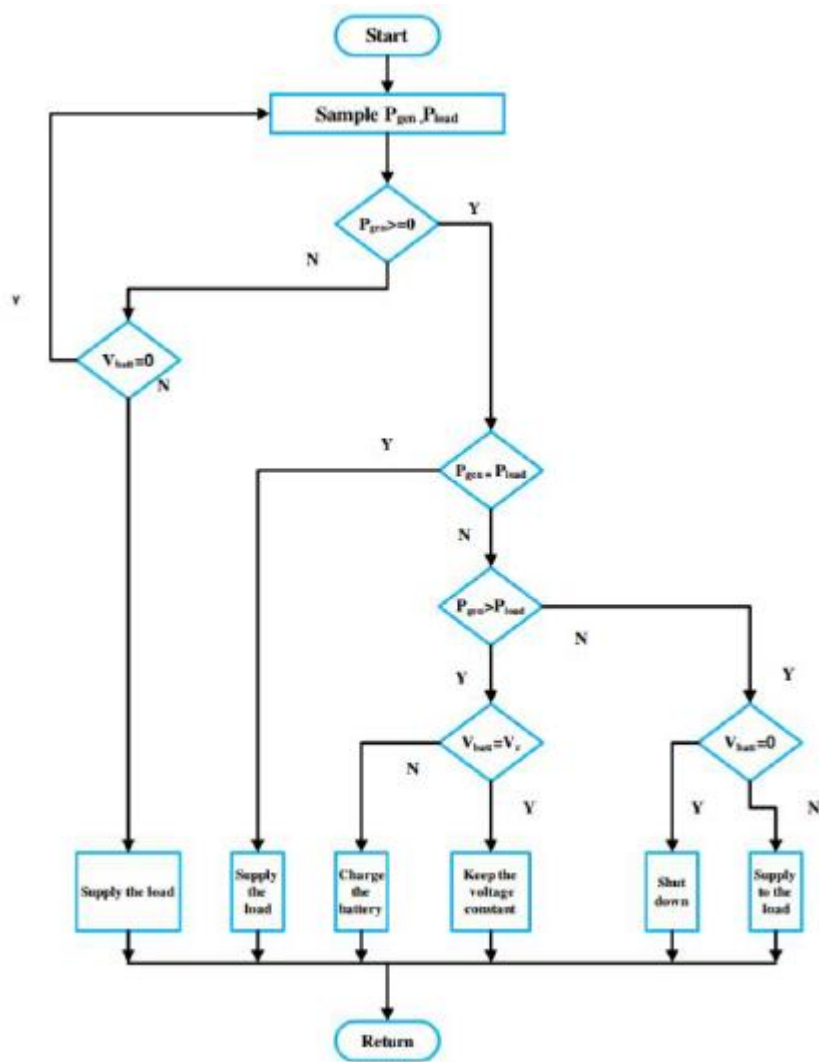 Start
Sample Pgen ,Pload
Pgen>=0
Y
N
Y
Vbatt=0
N
Y
Pgen = Pload
N
Pgen>Pload
N
Y
Y
Vbatt=Vc
Vbatt=0
N
Y
Y
N
Supply the load
Supply
the
load
Charge
the
battery
Keep the
voltage
constant
Shut
down
Supply
to the
load
Return